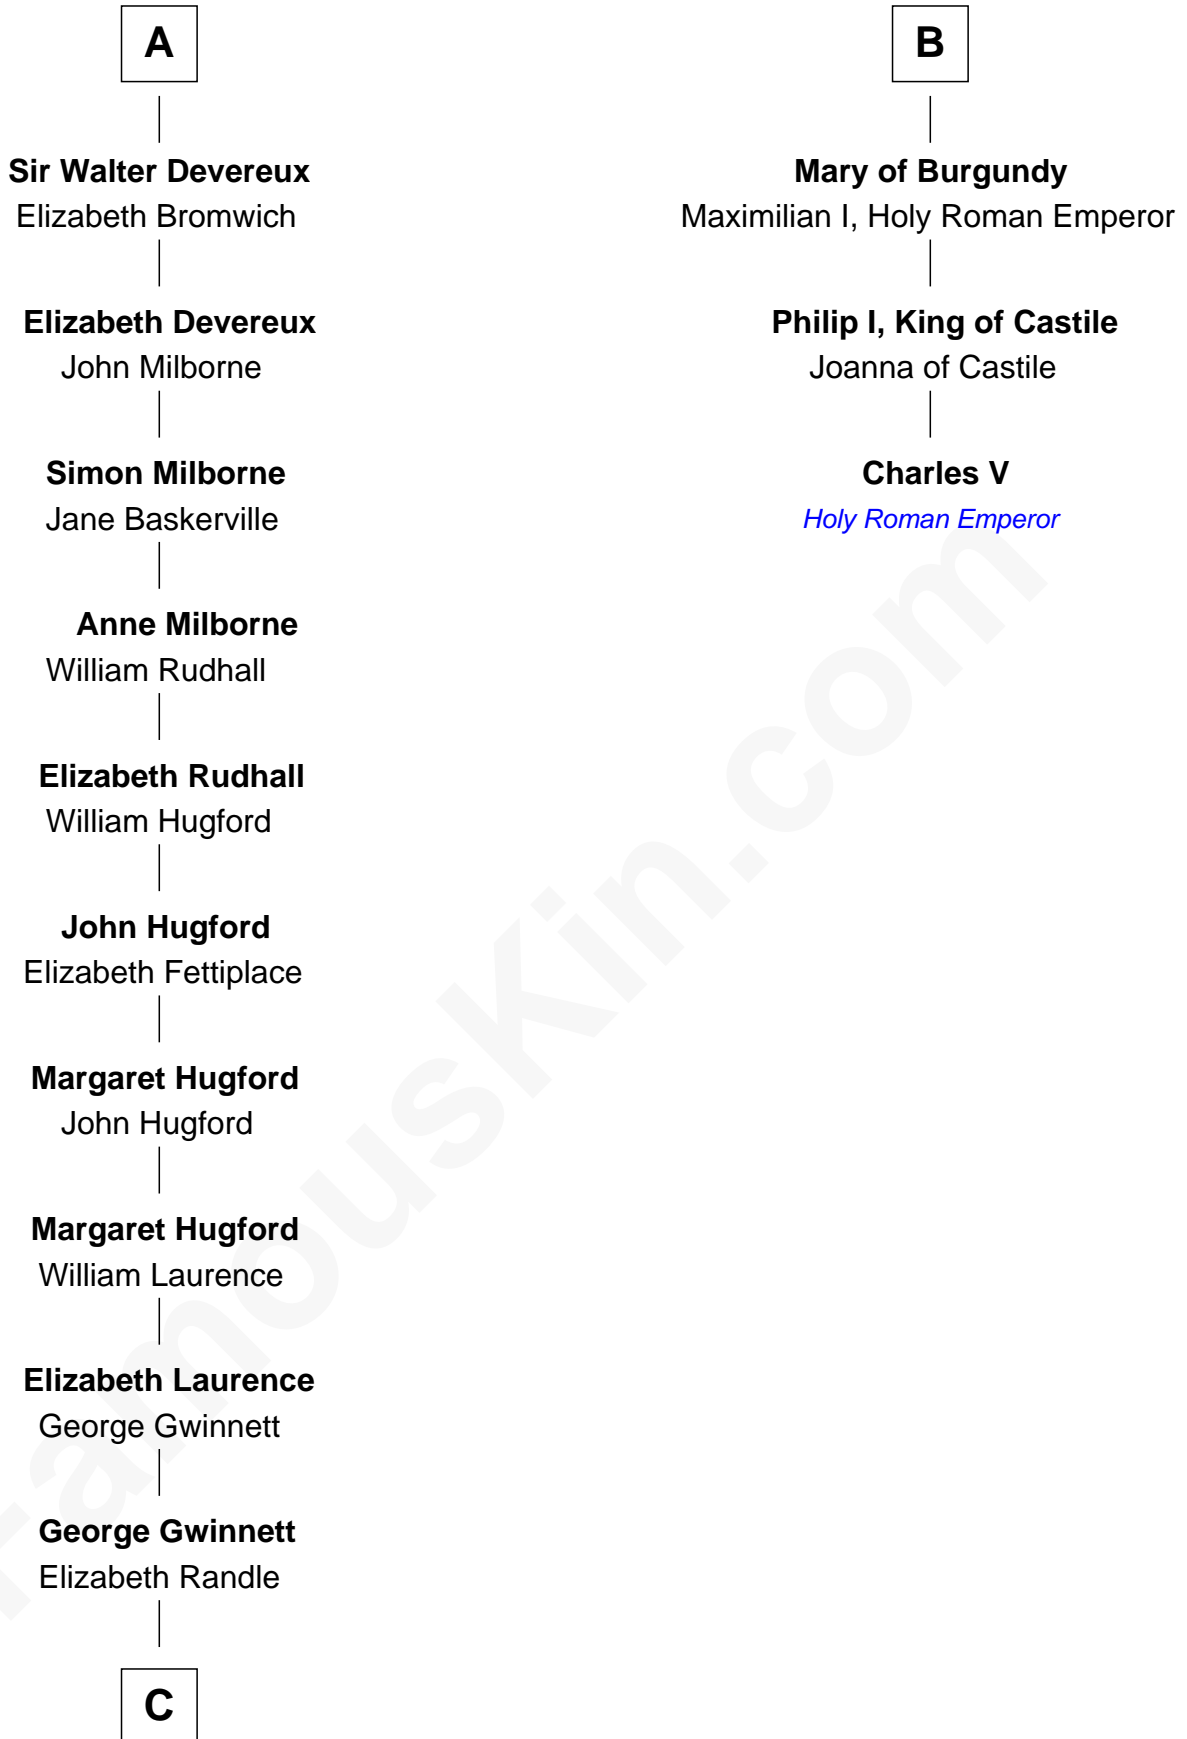 A
Sir Walter Devereux
Elizabeth Bromwich
Elizabeth Devereux
John Milborne
Simon Milborne
Jane Baskerville
Anne Milborne
William Rudhall
Elizabeth Rudhall
William Hugford
John Hugford
Elizabeth Fettiplace
Margaret Hugford
John Hugford
Margaret Hugford
William Laurence
Elizabeth Laurence
George Gwinnett
George Gwinnett
Elizabeth Randle
C
B
Mary of Burgundy
Maximilian I, Holy Roman Emperor
Philip I, King of Castile
Joanna of Castile
Charles V
Holy Roman Emperor
FamousKin.com